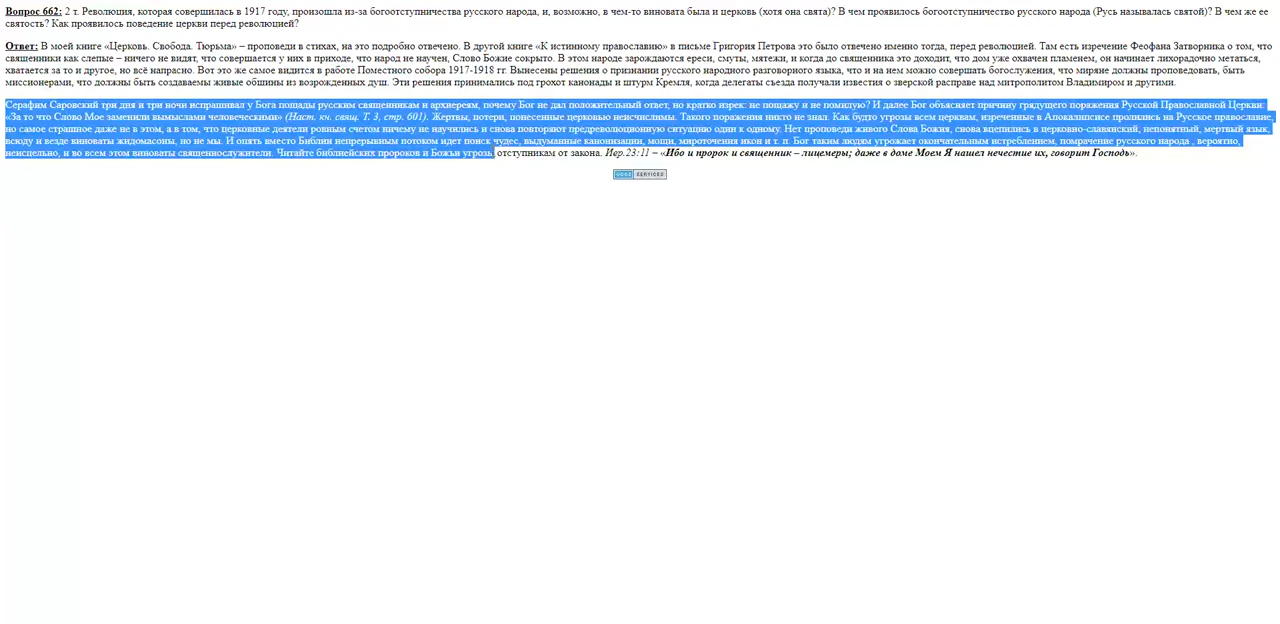 Вопрос 662: 2 т. Революция, которая совершилась в 1917 году, произошла из-за богоотступничества русского народа, и, возможно, в чем-то виновата была и церковь (хотя она свята)? В чем проявилось богоотступничество русского народа (Русь называлась святой)? В чем же ее
святость? Как проявилось поведение церкви перед революцией?
Ответ: В моей книге «Церковь. Свобода. Тюрьма» – проповеди в стихах, на это подробно отвечено. В другой книге «К истинному православию» в письме Григория Петрова это было отвечено именно тогда, перед революцией. Там есть изречение Феофана Затворника о том, что
священники как слепые – ничего не видят, что совершается у них в приходе, что народ не научен, Слово Божие сокрыто. В этом народе зарождаются ереси, смуты, мятежи, и когда до священника это доходит, что дом уже охвачен пламенем, он начинает лихорадочно метаться,
хватается за то и другое, но всё напрасно. Вот это же самое видится в работе Поместного собора 1917-1918 гг. Вынесены решения о признании русского народного разговорного языка, что и на нем можно совершать богослужения, что миряне должны проповедовать, быть
миссионерами, что должны быть создаваемы живые общины из возрожденных душ. Эти решения принимались под грохот канонады и штурм Кремля, когда делегаты съезда получали известия о зверской расправе над митрополитом Владимиром и другими.
Серафим Саровский три дня и три ночи испрашивал у Бога пощады русским священникам и архиереям, почему Бог не дал положительный ответ, но кратко изрек: не пощажу и не помилую? И далее Бог объясняет причину грядущего поражения Русской Православной Церкви:
«За то что Слово Мое заменили вымыслами человеческими» (Наст. кн. свящ. Т. 3, стр. 601). Жертвы, потери, понесенные церковью неисчислимы. Такого поражения никто не знал. Как будто угрозы всем церквам, изреченные в Апокалипсисе пролились на Русское православие,
но самое страшное даже не в этом, а в том, что церковные деятели ровным счетом ничему не научились и снова повторяют предреволюционную ситуацию один к одному. Нет проповеди живого Слова Божия, снова вцепились в церковно-славянский, непонятный, мертвый язык,
всюду и везде виноваты жидомасоны, но не мы. И опять вместо Библии непрерывным потоком идет поиск чудес, выдуманные канонизации, мощи, мироточения икон и т. п. Бог таким людям угрожает окончательным истреблением, помрачение русского народа , вероятно,
неисцельно, и во всем этом виноваты священнослужители. Читайте библейских пророков и Божьи угрозы отступникам от закона. Иер.23:11 – «Ибо и пророк и священник – лицемеры; даже в доме Моем Я нашел нечестие их, говорит Господь».
UCOZ SERVICES